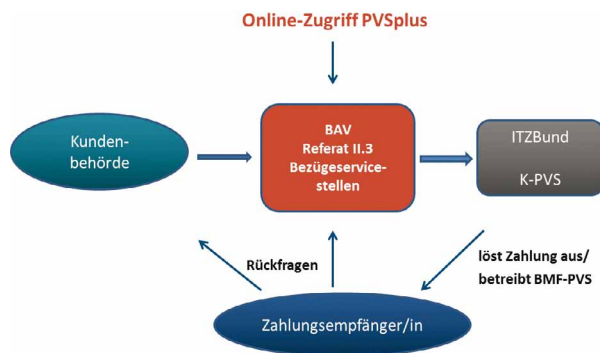 Online-Zugriff PVSplus
Kunden-
behörde
BAV
Referat II.3
Bezügeservice-
stellen
ITZBund
K-PVS
Rückfragen
löst Zahlung aus/
betreibt BMF-PVS
Zahlungsempfänger/in